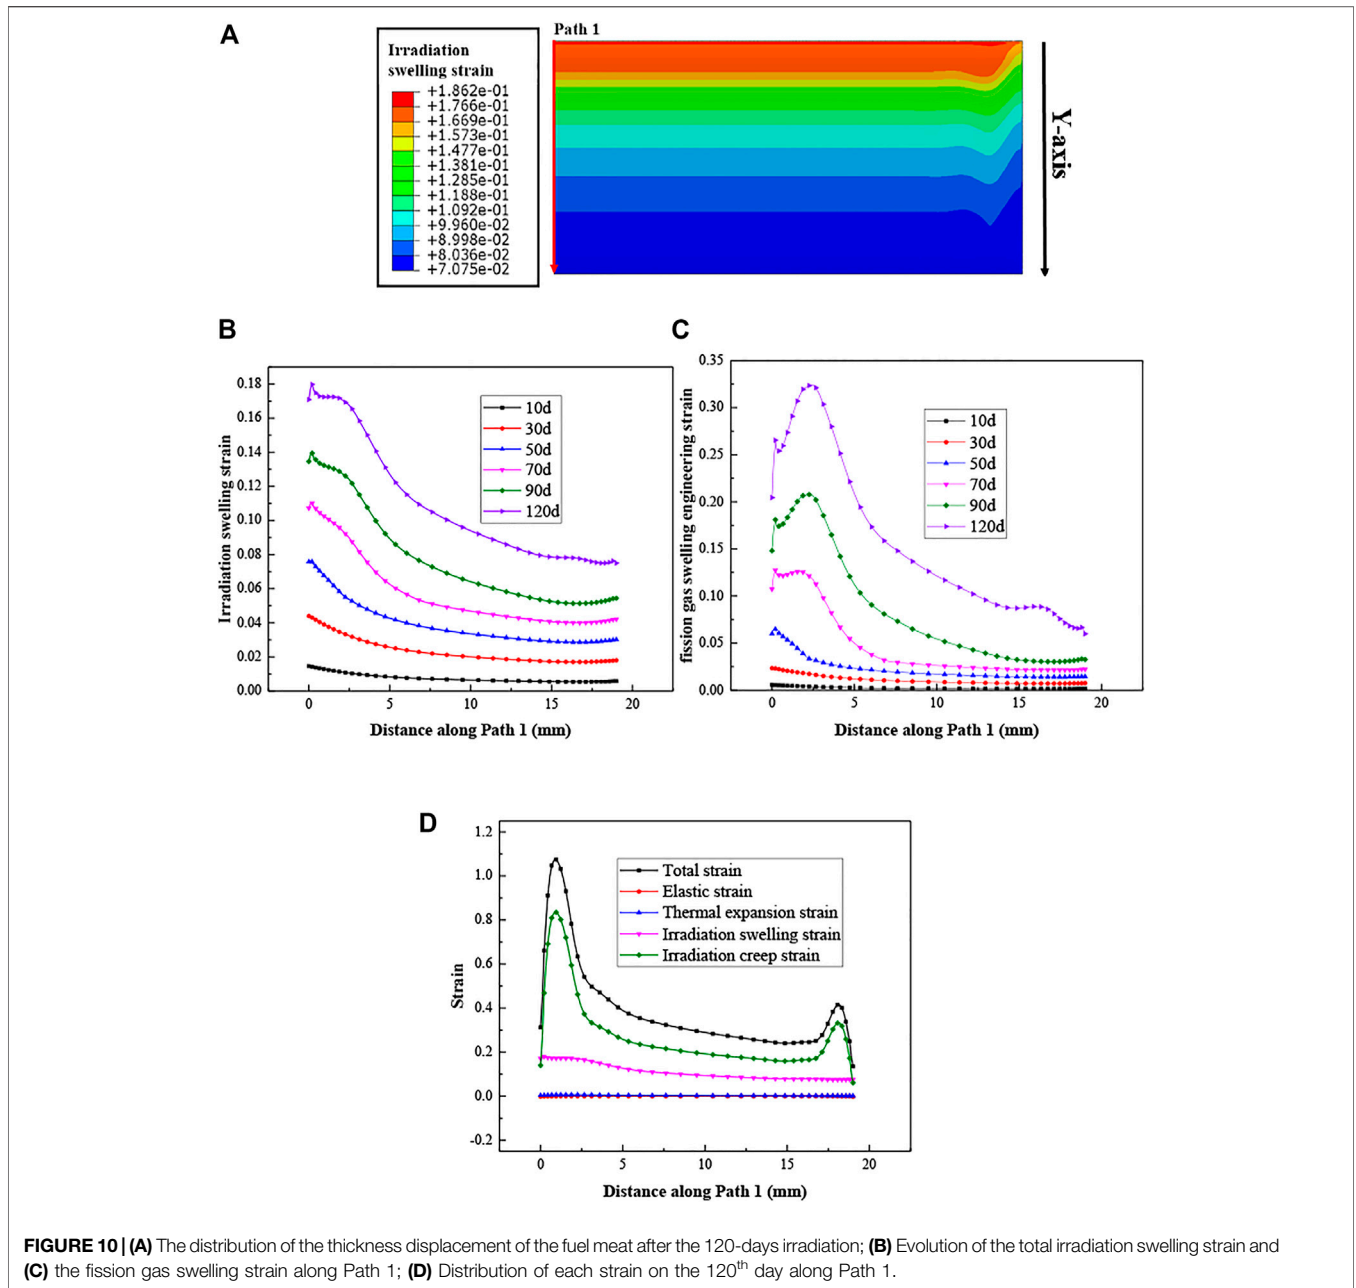 A
Irradiation
swelling strain
+1.862e-01
+1.766e-01
+1.669e-01
+1.573e-01
+1.477e-01
+1.381e-01
+1.285e-01
+1.188e-01
+1.092e-01
+9.960e-02
+8.998e-02
+8.036e-02
+7.075e-02
Path 1
Y-axis
B
Irradiation swelling strain
0.18
0.16
0.14
0.12
0.10
0.08
0.06
0.04
0.02
0.00
10d
30d
50d
70d
90d
120d
0 5 10 15 20
Distance along Path 1 (mm)
C
fission gas swelling engineering strain
0.35
0.30
0.25
0.20
0.15
0.10
0.05
0.00
10d
30d
50d
70d
90d
120d
0 5 10 15 20
Distance along Path 1 (mm)
D
Strain
1.2
1.0
0.8
0.6
0.4
0.2
0.0
-0.2
Total strain
Elastic strain
Thermal expansion strain
Irradiation swelling strain
Irradiation creep strain
0 5 10 15 20
Distance along Path 1 (mm)
FIGURE 10 | (A) The distribution of the thickness displacement of the fuel meat after the 120-days irradiation; (B) Evolution of the total irradiation swelling strain and
(C) the fission gas swelling strain along Path 1; (D) Distribution of each strain on the 120th day along Path 1.